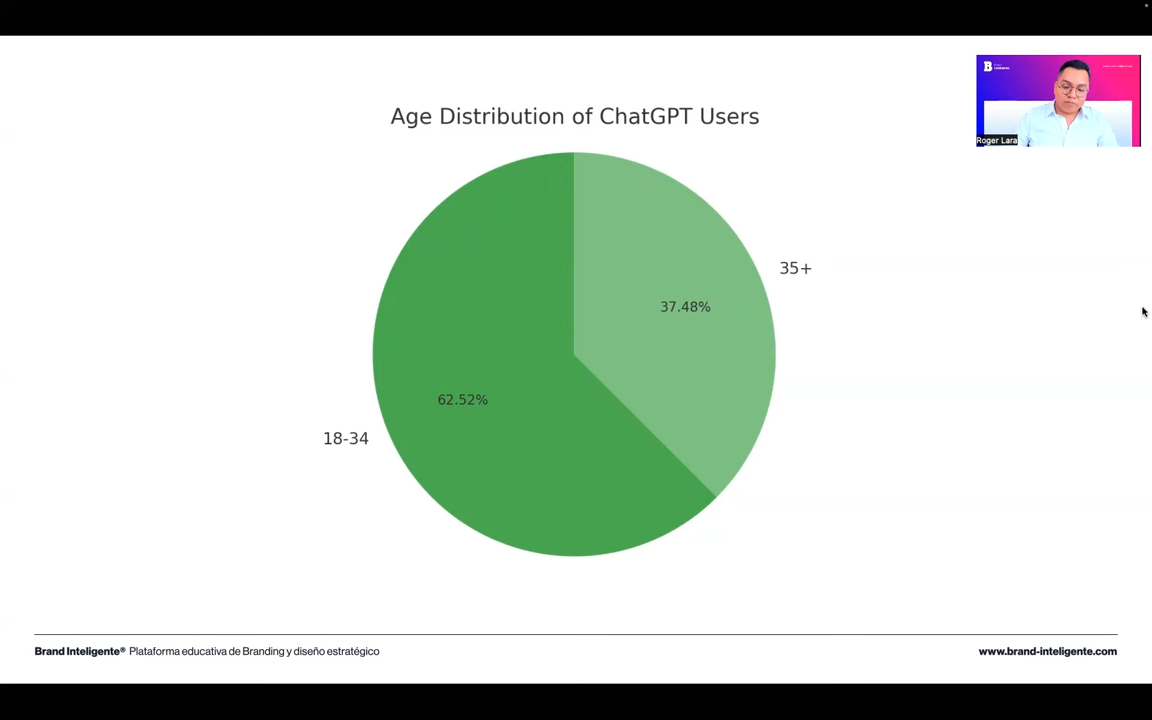 Age Distribution of ChatGPT Users
Roger Lara
35+
37.48%
62.52%
18-34
Brand Inteligente® Plataforma educativa de Branding y diseño estratégico
www.brand-inteligente.com